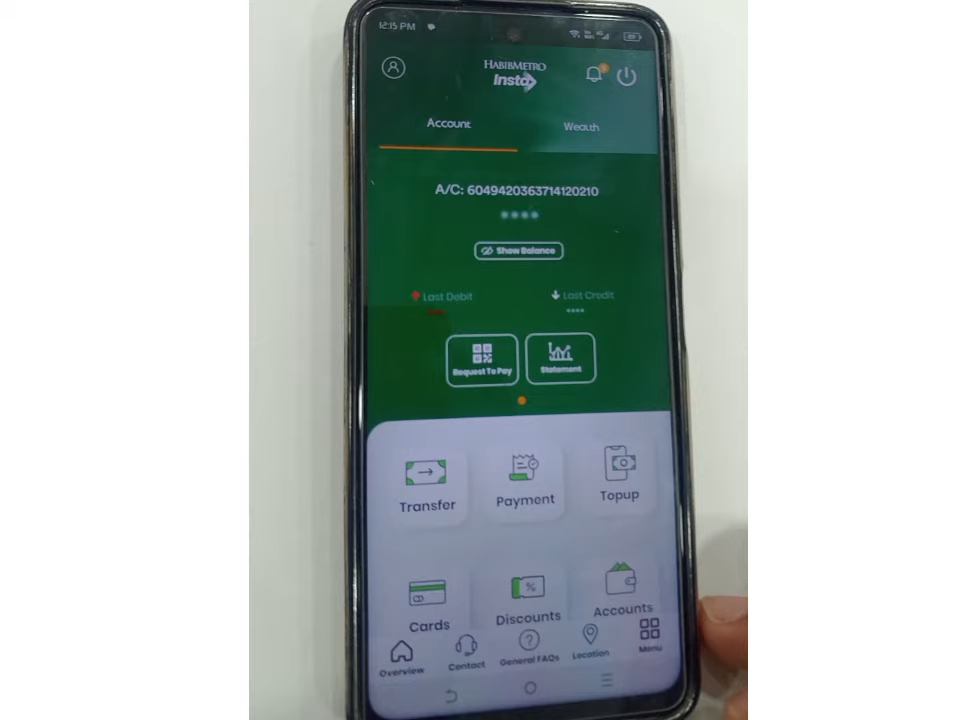 12:15 PM
HABIBMETRO
Insta
Account
Wealth
A/C: 6049420363714120210
Show Balance
Last Debit
Last Credit
Request To Pay
Statement
Transfer
Payment
Topup
Cards
Discounts
Accounts
Overview
Contact
General FAQs
Location
Menu